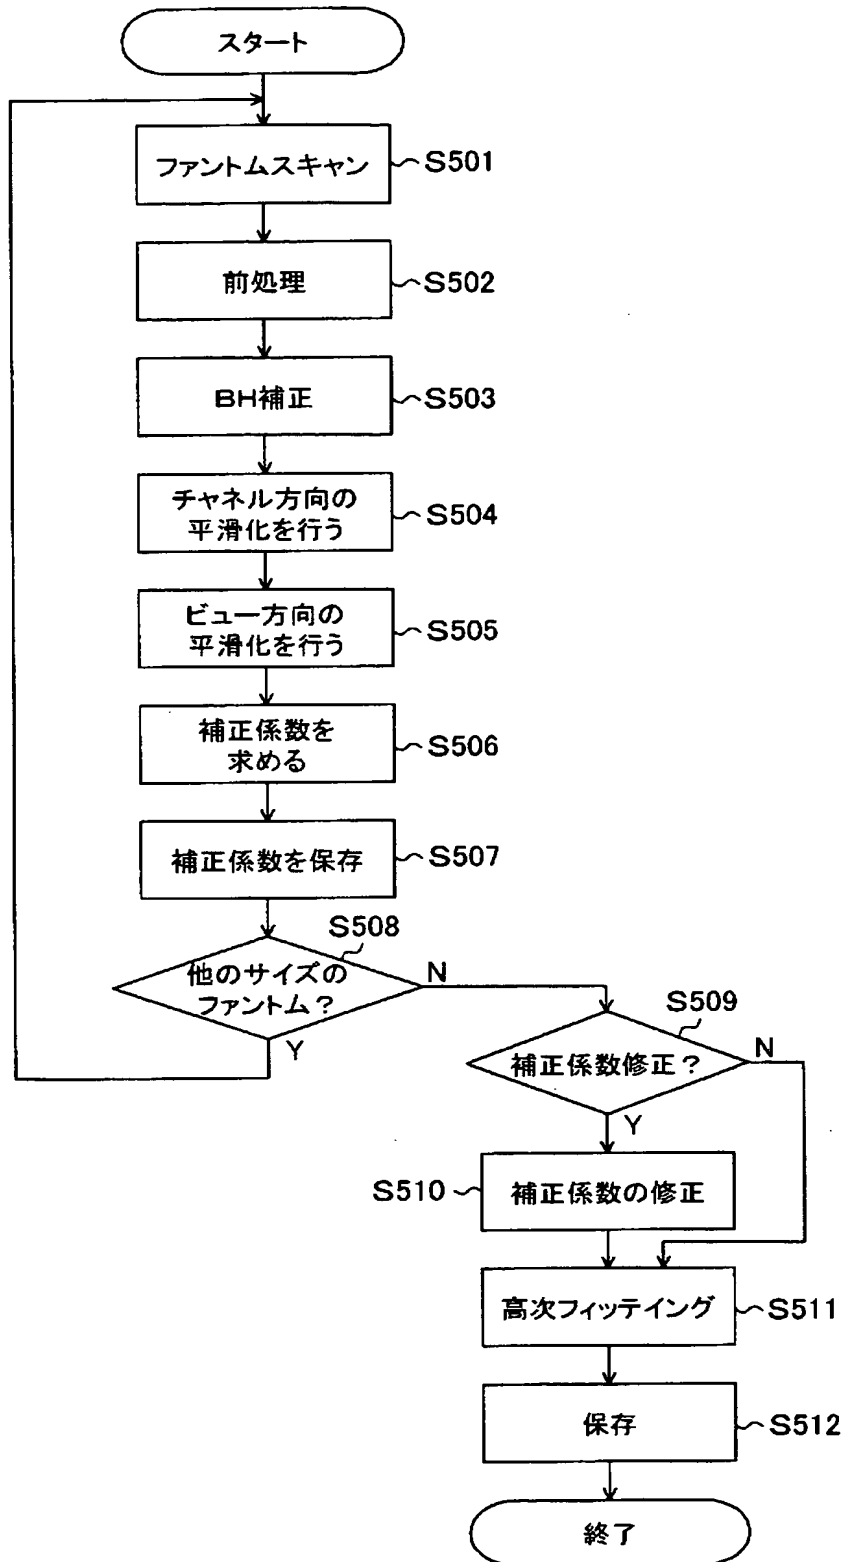 スタート
ファントムスキャン
S501
前処理
S502
BH補正
S503
チャネル方向の
平滑化を行う
S504
ビュー方向の
平滑化を行う
S505
補正係数を
求める
S506
補正係数を保存
S507
S508
他のサイズの
ファントム?
N
Y
S509
補正係数修正?
N
Y
S510
補正係数の修正
高次フィッテイング
S511
保存
S512
終了